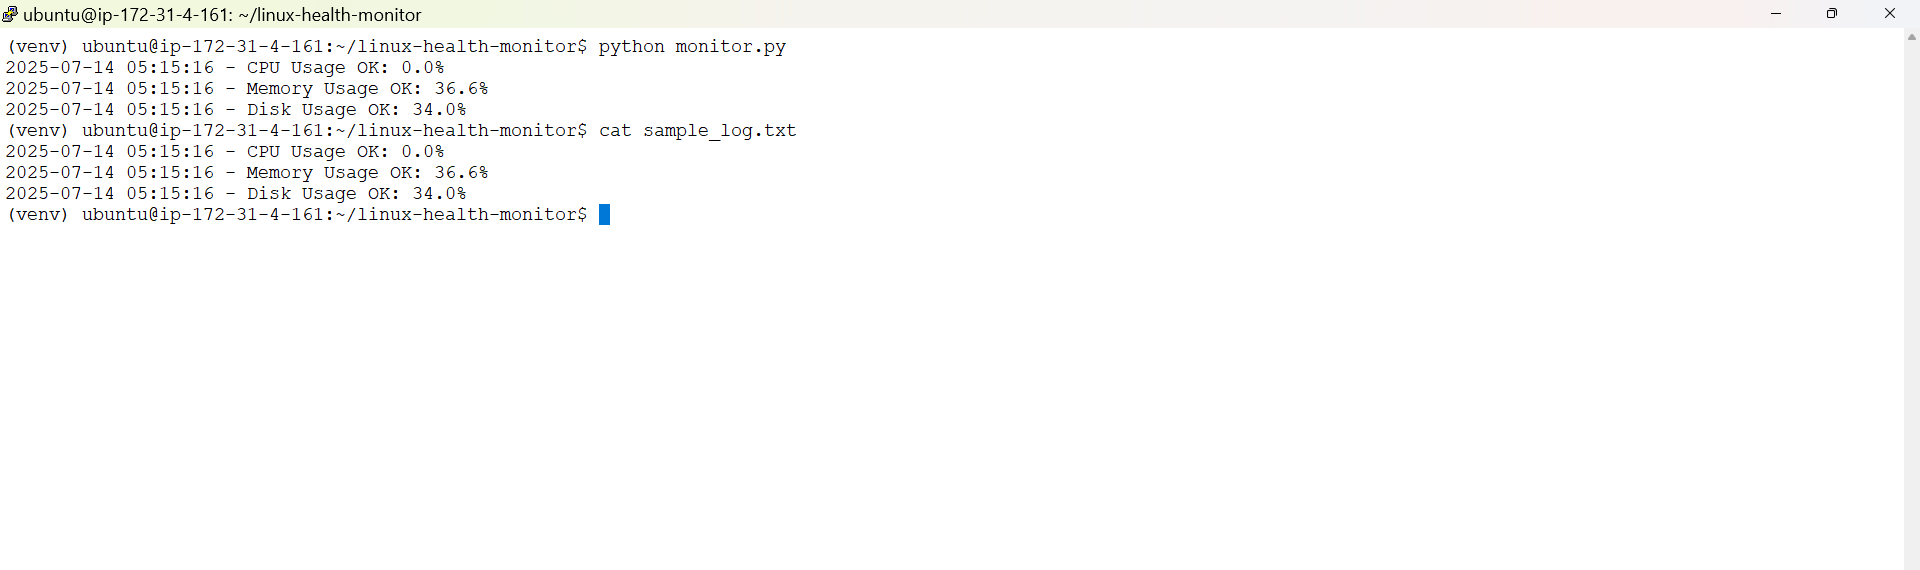 ubuntu@ip-172-31-4-161: ~/linux-health-monitor
(venv) ubuntu@ip-172-31-4-161:~/linux-health-monitor$ python monitor.py
2025-07-14 05:15:16 - CPU Usage OK: 0.0%
2025-07-14 05:15:16 - Memory Usage OK: 36.6%
2025-07-14 05:15:16 - Disk Usage OK: 34.0%
(venv) ubuntu@ip-172-31-4-161:~/linux-health-monitor$ cat sample_log.txt
2025-07-14 05:15:16 - CPU Usage OK: 0.0%
2025-07-14 05:15:16 - Memory Usage OK: 36.6%
2025-07-14 05:15:16 - Disk Usage OK: 34.0%
(venv) ubuntu@ip-172-31-4-161:~/linux-health-monitor$